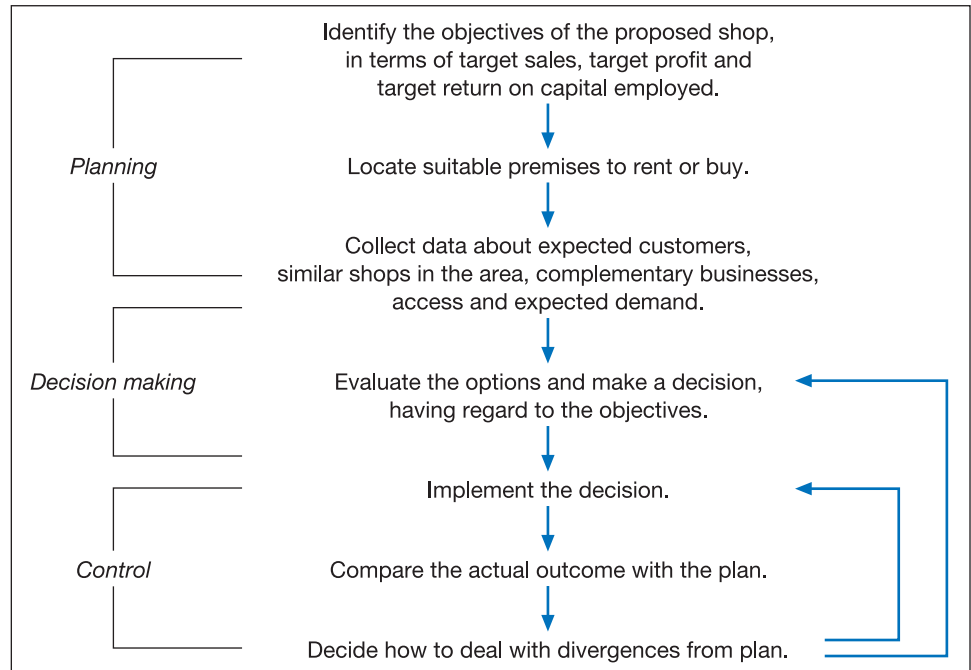 Identify the objectives of the proposed shop,
in terms of target sales, target profit and
target return on capital employed.
Planning
Locate suitable premises to rent or buy.
Collect data about expected customers,
similar shops in the area, complementary businesses,
access and expected demand.
Decision making
Evaluate the options and make a decision,
having regard to the objectives.
Implement the decision.
Control
Compare the actual outcome with the plan.
Decide how to deal with divergences from plan.